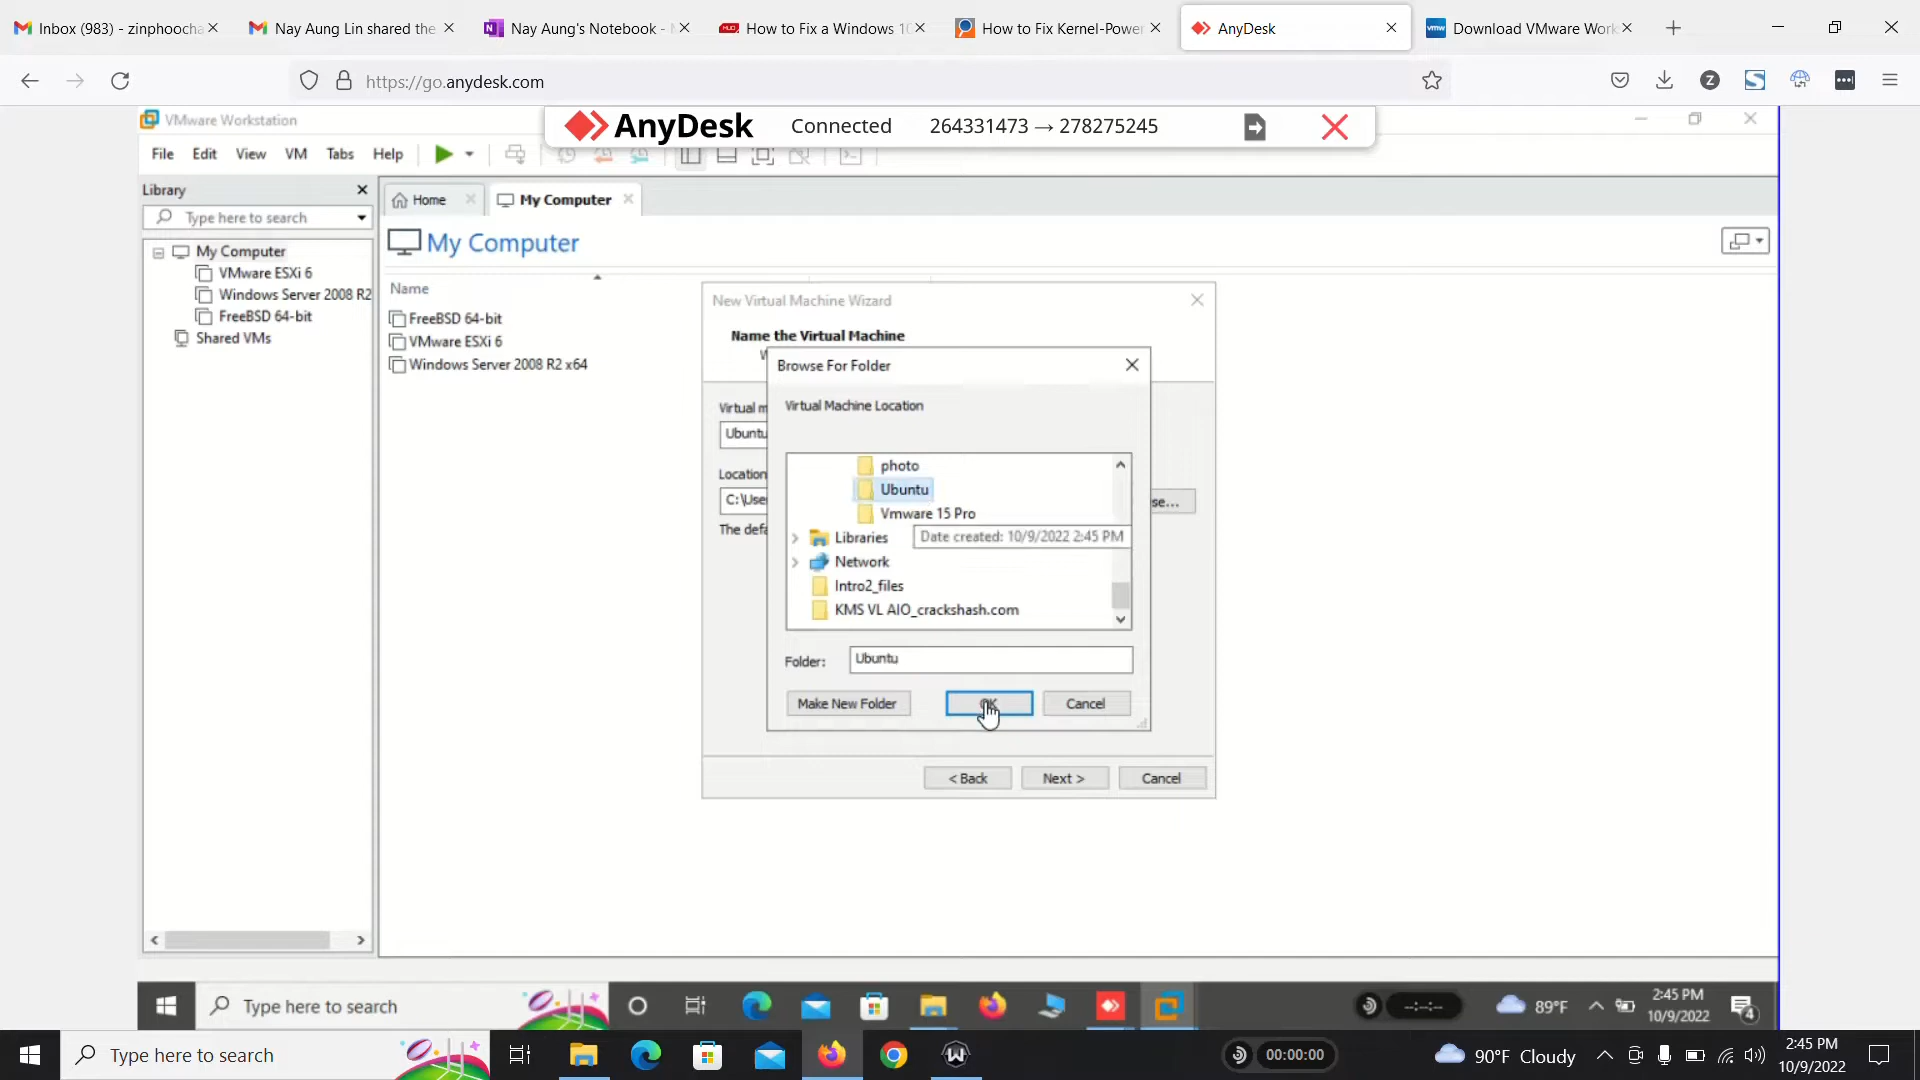 Inbox (983) - zinphoocha
Nay Aung Lin shared the
Nay Aung's Notebook -
How to Fix a Windows 10
How to Fix Kernel-Power
AnyDesk
Download VMware Work
https://go.anydesk.com
VMware Workstation
AnyDesk
Connected
264331473 → 278275245
File
Edit
View
VM
Tabs
Help
Library
Type here to search
My Computer
VMware ESXi 6
Windows Server 2008 R2
FreeBSD 64-bit
Shared VMs
Home
My Computer
My Computer
Name
FreeBSD 64-bit
VMware ESXi 6
Windows Server 2008 R2 x64
New Virtual Machine Wizard
Name the Virtual Machine
Virtual m
Ubuntu
Location
C:\User
The defa
se...
Browse For Folder
Virtual Machine Location
photo
Ubuntu
Vmware 15 Pro
Libraries
Date created: 10/9/2022 2:45 PM
Network
Intro2_files
KMS VL AIO_crackshash.com
Folder:
Ubuntu
Make New Folder
OK
Cancel
< Back
Next >
Cancel
Type here to search
--:--:--
89°F
2:45 PM
10/9/2022
4
Type here to search
00:00:00
90°F Cloudy
2:45 PM
10/9/2022